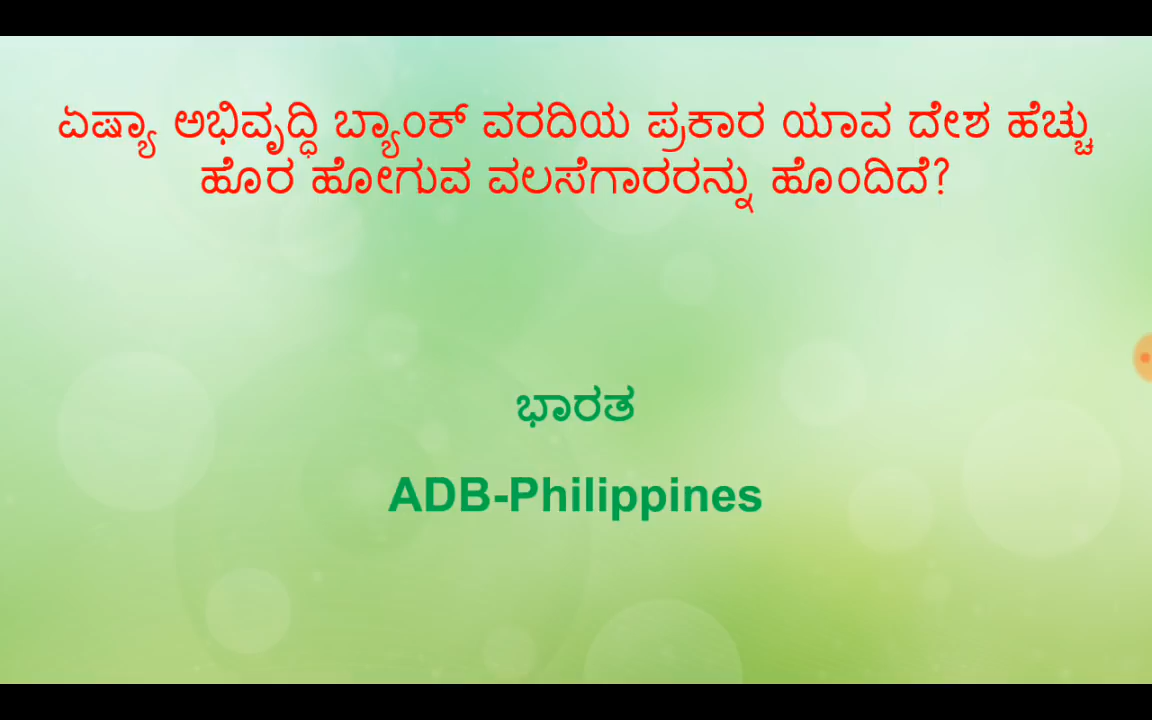 ಏಷ್ಯಾ ಅಭಿವೃದ್ಧಿ ಬ್ಯಾಂಕ್ ವರದಿಯ ಪ್ರಕಾರ ಯಾವ ದೇಶ ಹೆಚ್ಚು
ಹೊರ ಹೋಗುವ ವಲಸೆಗಾರರನ್ನು ಹೊಂದಿದೆ?
ಭಾರತ
ADB-Philippines